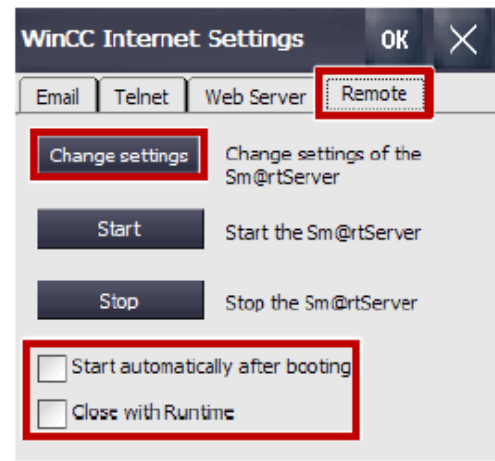 WinCC Internet Settings OK
Email Telnet Web Server Remote
Change settings Change settings of the
Sm@rtServer
Start Start the Sm@rtServer
Stop Stop the Sm@rtServer
Start automatically after booting
Close with Runtime